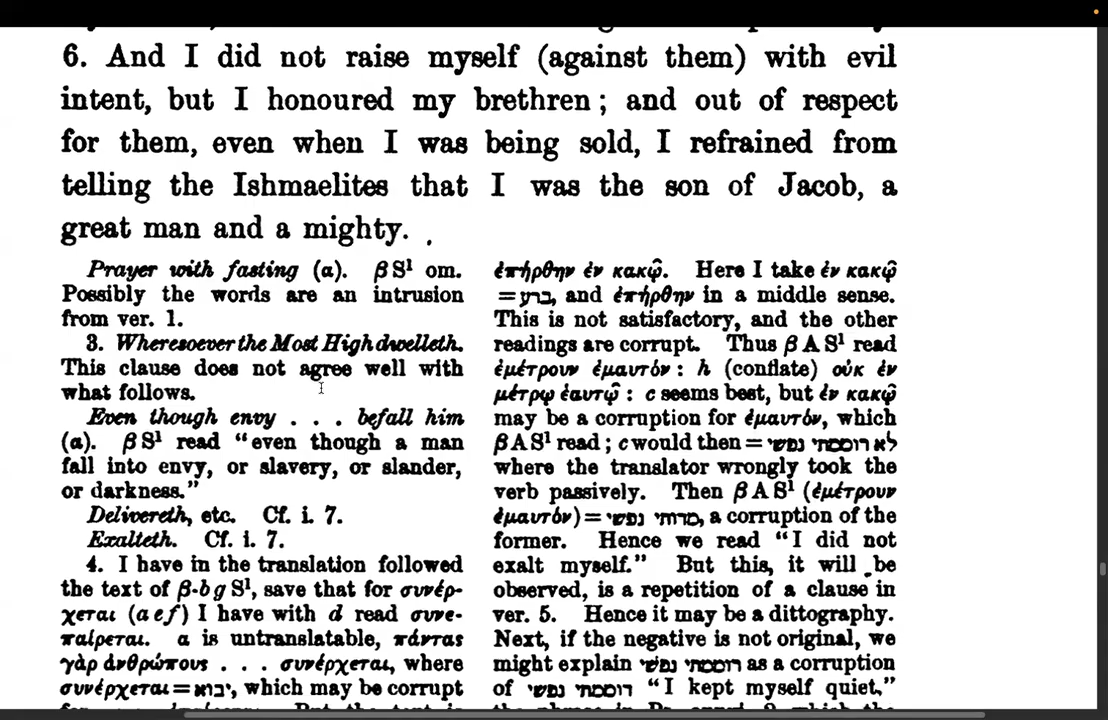 6. And I did not raise myself (against them) with evil
intent, but I honoured my brethren; and out of respect
for them, even when I was being sold, I refrained from
telling the Ishmaelites that I was the son of Jacob, a
great man and a mighty.
Prayer with fasting (α). β S¹ om.
Possibly the words are an intrusion
from ver. 1.
3. Wheresoever the Most High dwelleth.
This clause does not agree well with
what follows.
Even though envy . . . befall him
(α). β S¹ read “even though a man
fall into envy, or slavery, or slander,
or darkness.”
Delivereth, etc. Cf. i. 7.
Exalteth. Cf. i. 7.
4. I have in the translation followed
the text of β-b g S¹, save that for συνέρ-
χεται (a e f) I have with d read συνε-
παίρεται. α is untranslatable, πάντας
γὰρ ἀνθρώπους . . . συνέρχεται, where
συνέρχεται = יבוא, which may be corrupt
ἐπήρθην ἐν κακῷ. Here I take ἐν κακῷ
= ברע, and ἐπήρθην in a middle sense.
This is not satisfactory, and the other
readings are corrupt. Thus β A S¹ read
ἐμέτρουν ἐμαυτόν: h (conflate) οὐκ ἐν
μέτρῳ ἑαυτῷ: c seems best, but ἐν κακῷ
may be a corruption for ἐμαυτόν, which
β A S¹ read; c would then = לא רוממתי נפשי
where the translator wrongly took the
verb passively. Then β A S¹ (ἐμέτρουν
ἐμαυτόν) = מדתי נפשי, a corruption of the
former. Hence we read “I did not
exalt myself.” But this, it will be
observed, is a repetition of a clause in
ver. 5. Hence it may be a dittography.
Next, if the negative is not original, we
might explain רוממתי נפשי as a corruption
of דוממתי נפשי “I kept myself quiet,”